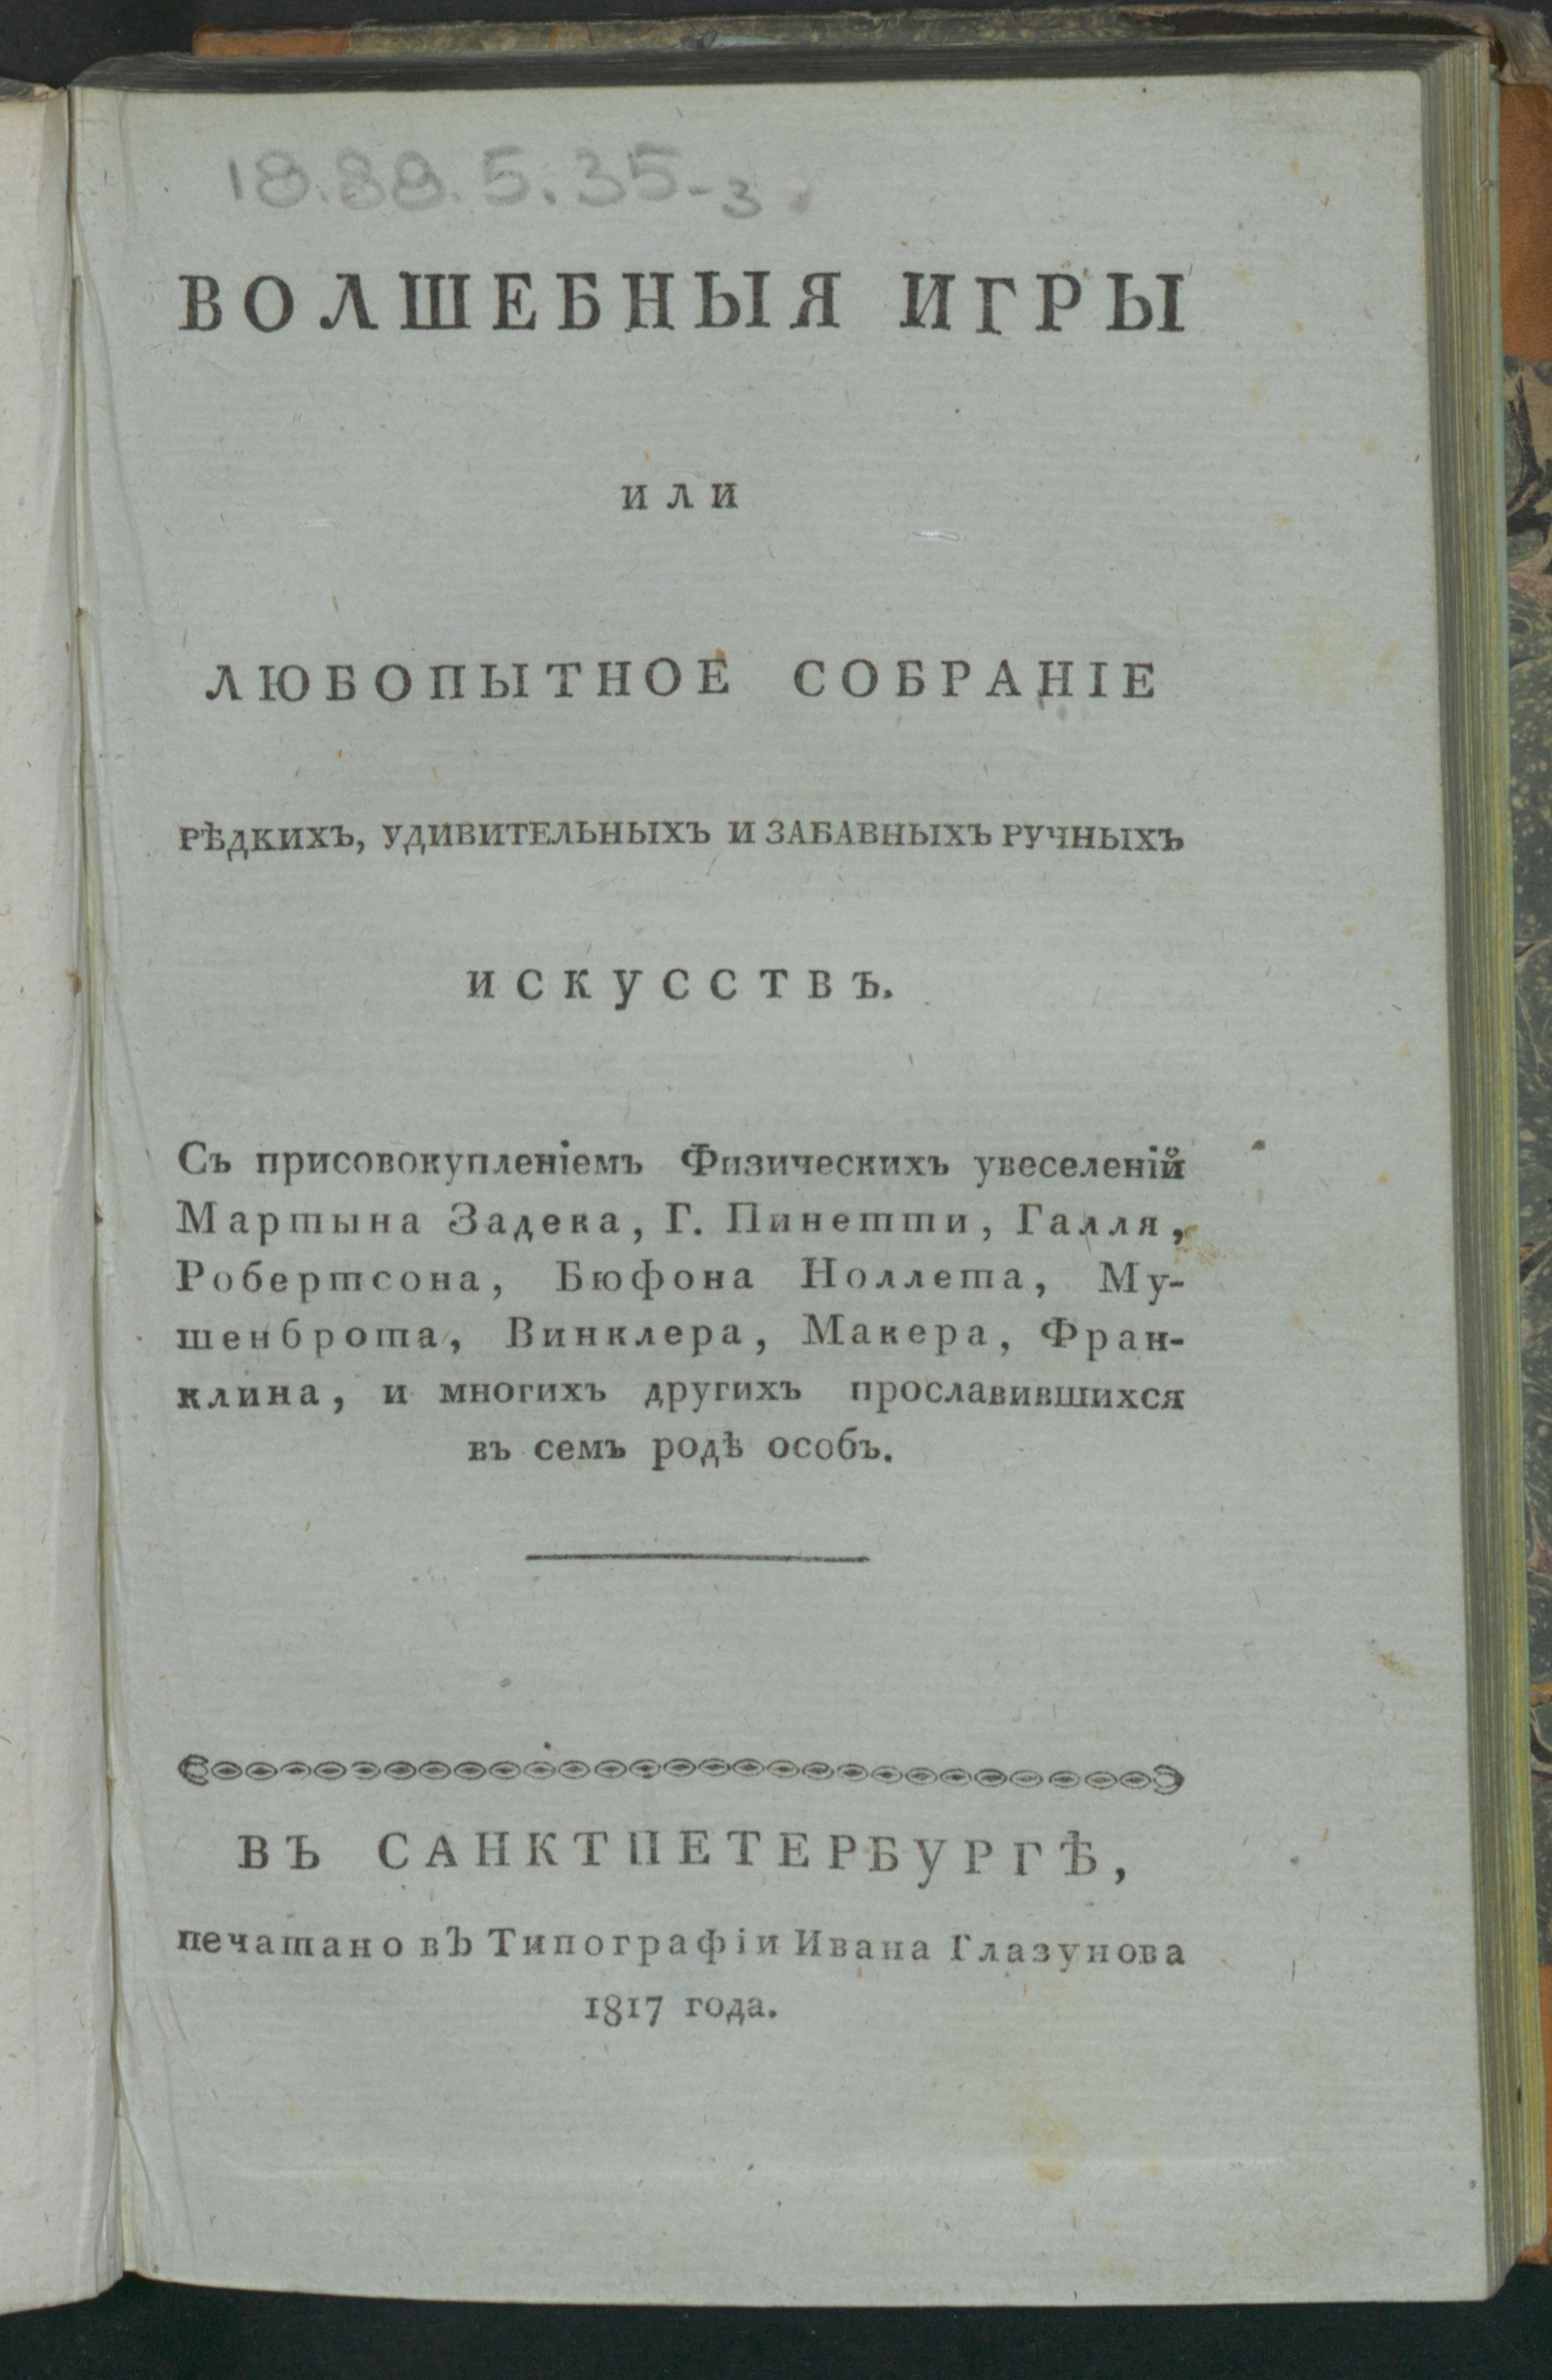 18.88.5.35-3
ВОЛШЕБНЫЯ ИГРЫ
или
ЛЮБОПЫТНОЕ СОБРАНІЕ
РѢДКИХЪ, УДИВИТЕЛЬНЫХЪ И ЗАБАВНЫХЪ РУЧНЫХЪ
ИСКУССТВЪ.
Съ присовокупленіемъ Физическихъ увеселеній
Мартына Задека, Г. Пинетти, Галля,
Робертсона, Бюфона Ноллета, Му-
шенброта, Винклера, Макера, Фран-
клина, и многихъ другихъ прославившихся
въ семъ родѣ особъ.
ВЪ САНКТПЕТЕРБУРГѢ,
печатано въ Типографіи Ивана Глазунова
1817 года.